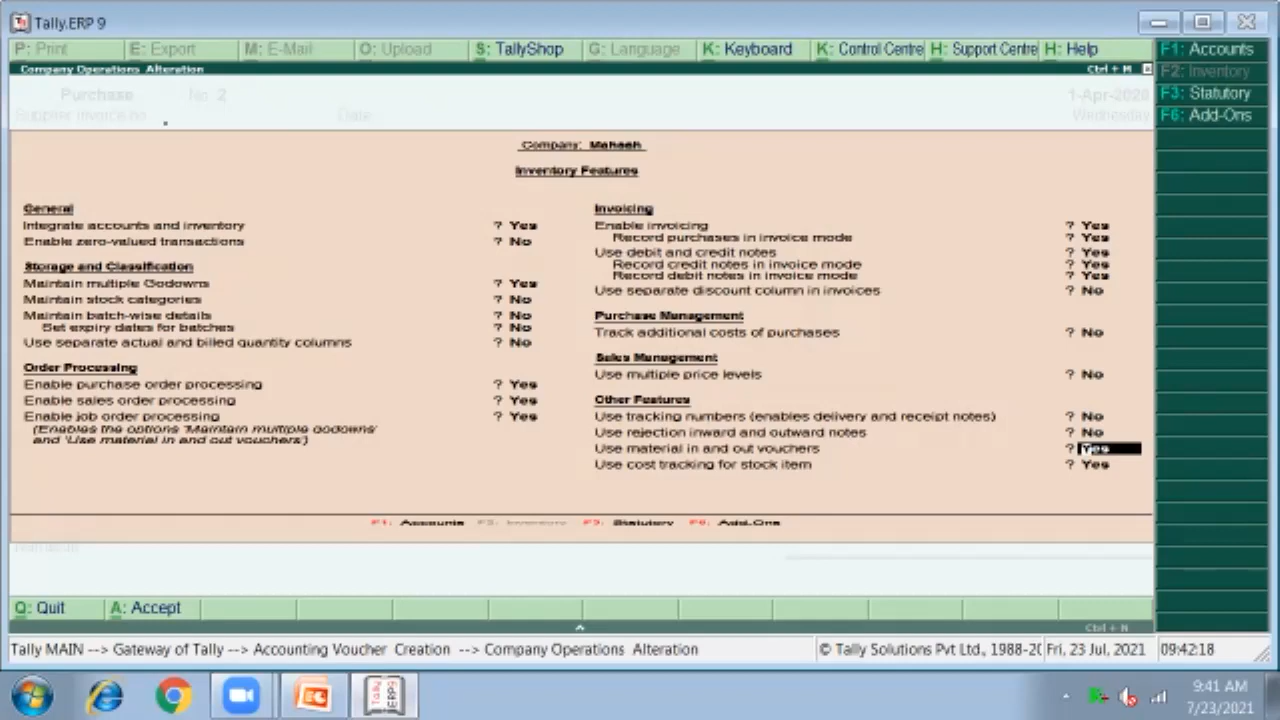 Tally.ERP 9
P: Print E: Export M: E-Mail O: Upload S: TallyShop G: Language K: Keyboard K: Control Centre H: Support Centre H: Help
F1: Accounts
F2: Inventory
F3: Statutory
F6: Add-Ons
Company Operations Alteration Ctrl + M
Purchase No. 2 1-Apr-2020
Supplier invoice no. Date Wednesday
Company: Mahesh
Inventory Features
General
Integrate accounts and inventory ? Yes
Enable zero-valued transactions ? No
Storage and Classification
Maintain multiple Godowns ? Yes
Maintain stock categories ? No
Maintain batch-wise details ? No
Set expiry dates for batches ? No
Use separate actual and billed quantity columns ? No
Order Processing
Enable purchase order processing ? Yes
Enable sales order processing ? Yes
Enable job order processing ? Yes
(Enables the options 'Maintain multiple godowns'
and 'Use material in and out vouchers')
Invoicing
Enable invoicing ? Yes
Record purchases in invoice mode ? Yes
Use debit and credit notes ? Yes
Record credit notes in invoice mode ? Yes
Record debit notes in invoice mode ? Yes
Use separate discount column in invoices ? No
Purchase Management
Track additional costs of purchases ? No
Sales Management
Use multiple price levels ? No
Other Features
Use tracking numbers (enables delivery and receipt notes) ? No
Use rejection inward and outward notes ? No
Use material in and out vouchers ? Yes
Use cost tracking for stock item ? Yes
F1: Accounts F2: Inventory F3: Statutory F6: Add-Ons
Narration:
Q: Quit A: Accept
Ctrl + N
Tally MAIN --> Gateway of Tally --> Accounting Voucher Creation --> Company Operations Alteration © Tally Solutions Pvt Ltd., 1988-20 Fri, 23 Jul, 2021 09:42:18
Tally ERP9
9:41 AM
7/23/2021